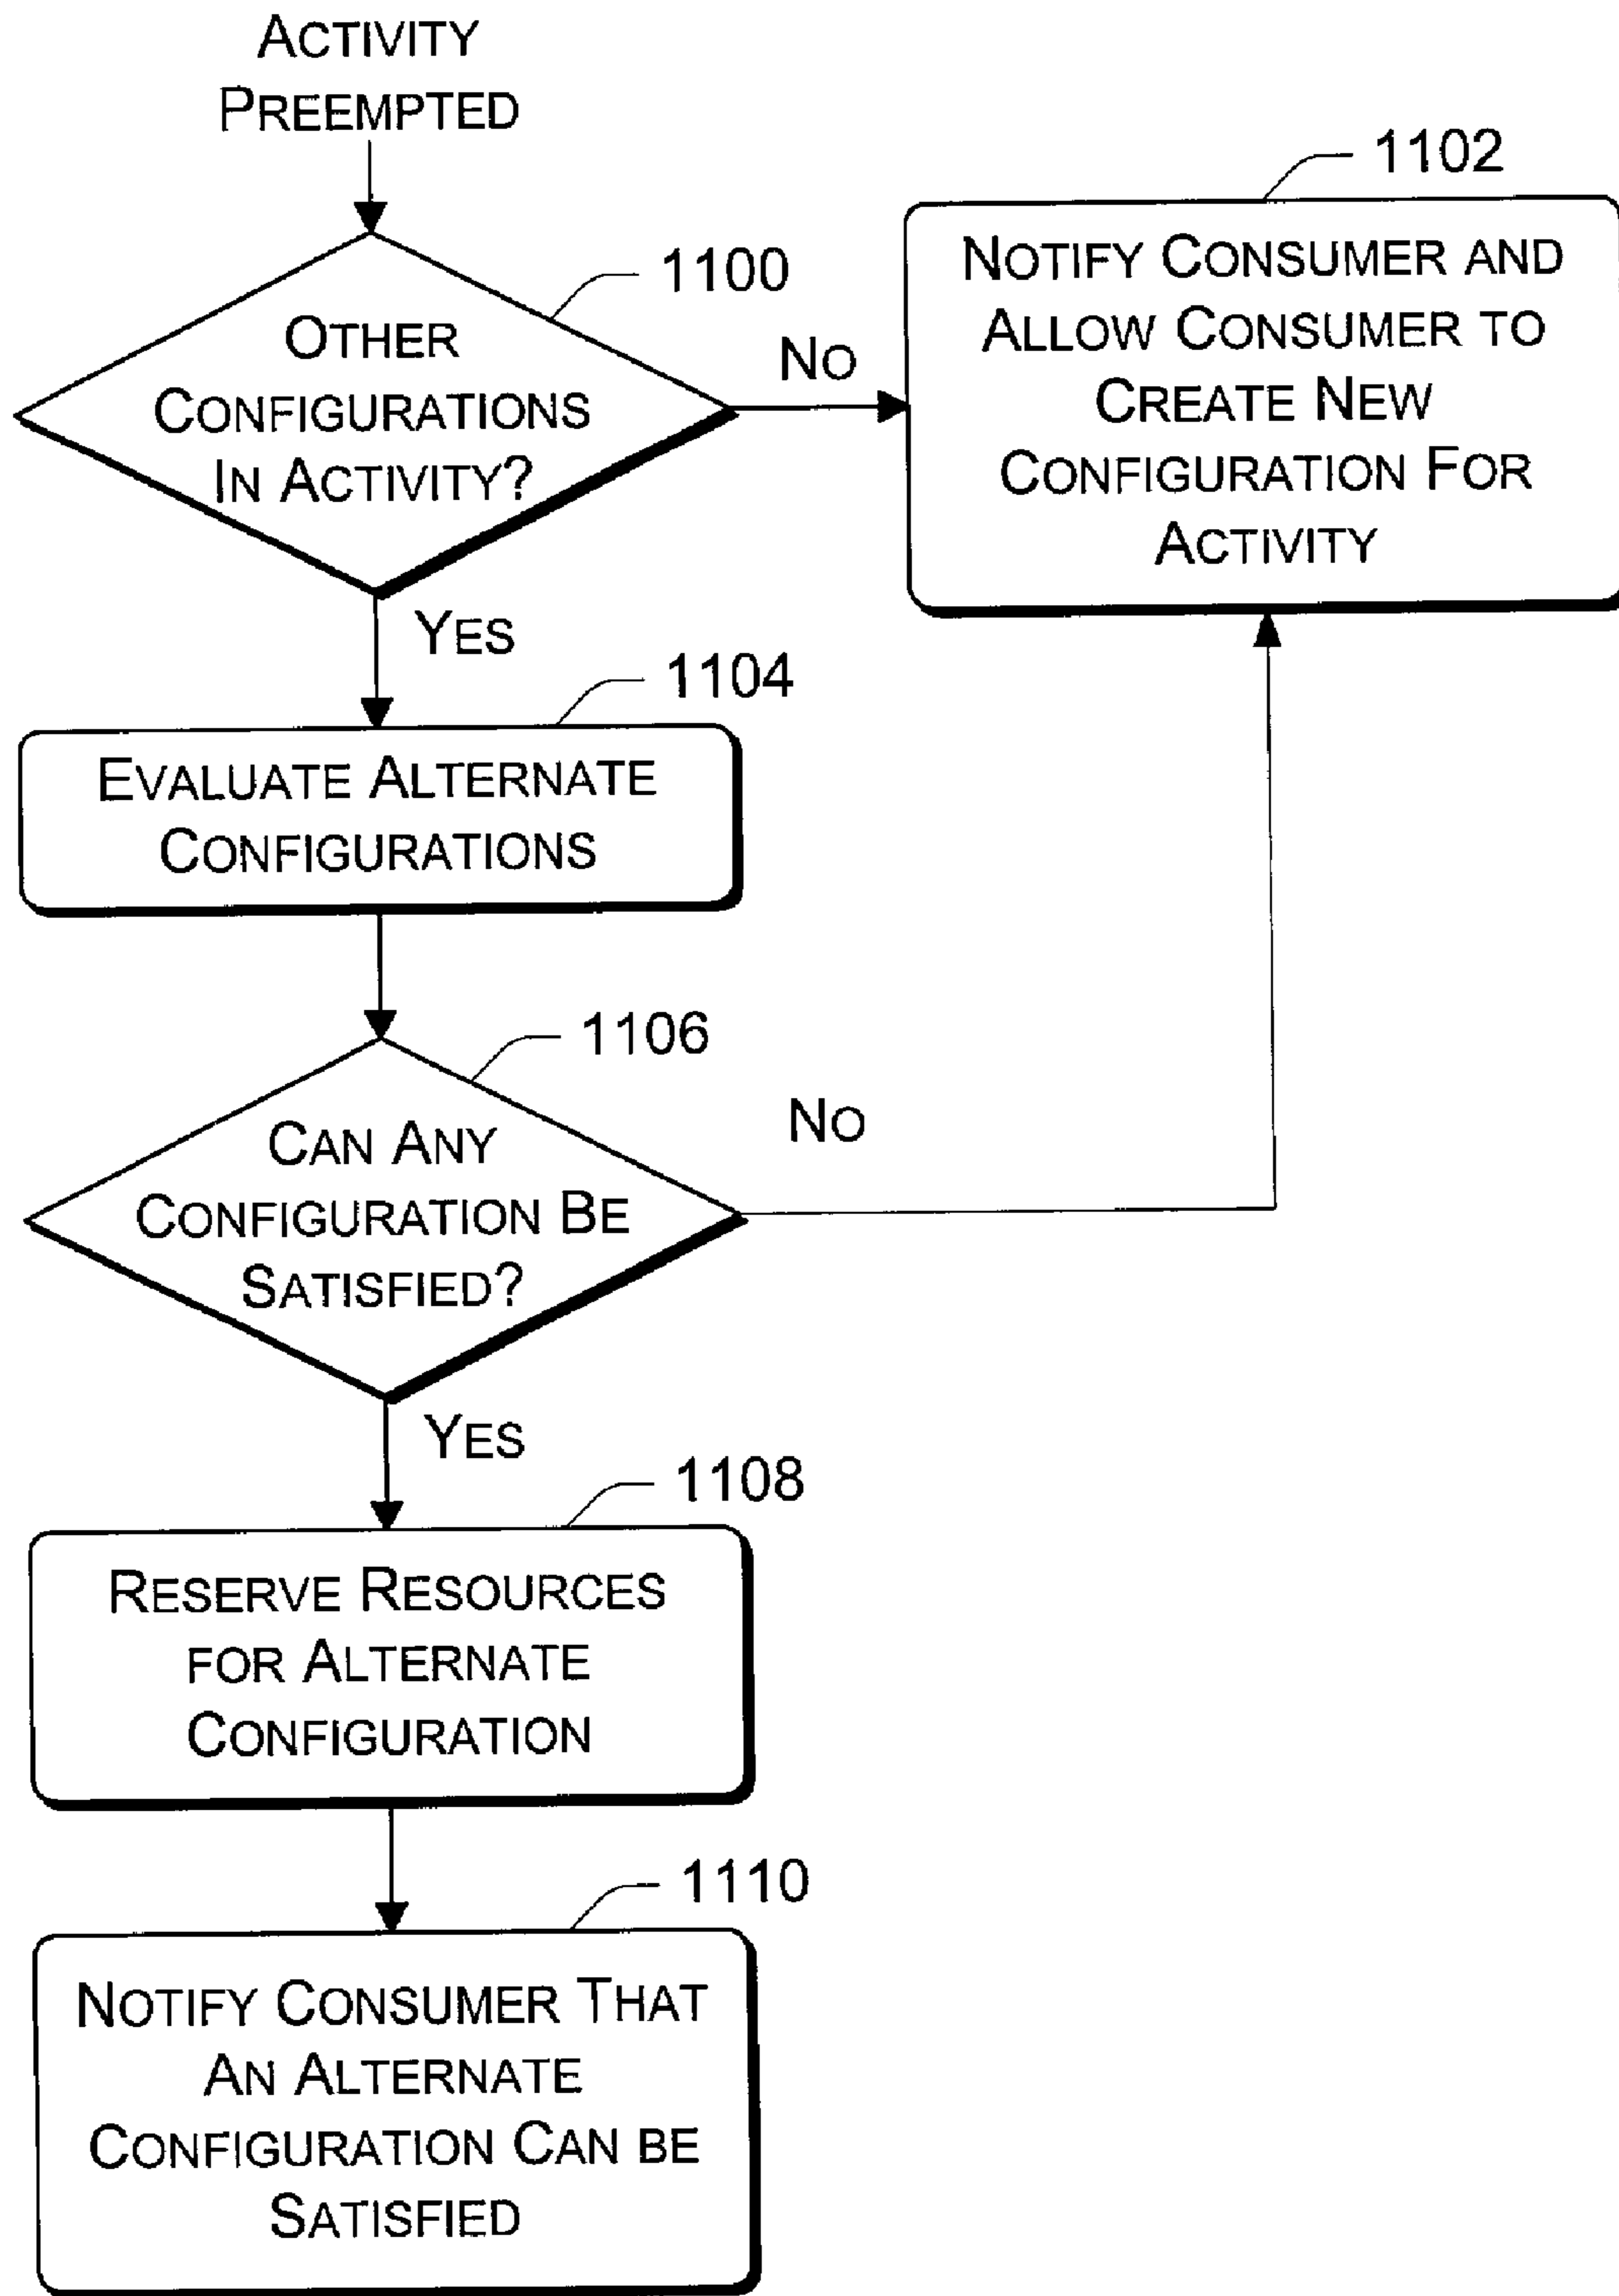 ACTIVITY
PREEMPTED
1100
OTHER
CONFIGURATIONS
IN ACTIVITY?
NO
1102
NOTIFY CONSUMER AND
ALLOW CONSUMER TO
CREATE NEW
CONFIGURATION FOR
ACTIVITY
YES
1104
EVALUATE ALTERNATE
CONFIGURATIONS
1106
CAN ANY
CONFIGURATION BE
SATISFIED?
NO
YES
1108
RESERVE RESOURCES
FOR ALTERNATE
CONFIGURATION
1110
NOTIFY CONSUMER THAT
AN ALTERNATE
CONFIGURATION CAN BE
SATISFIED